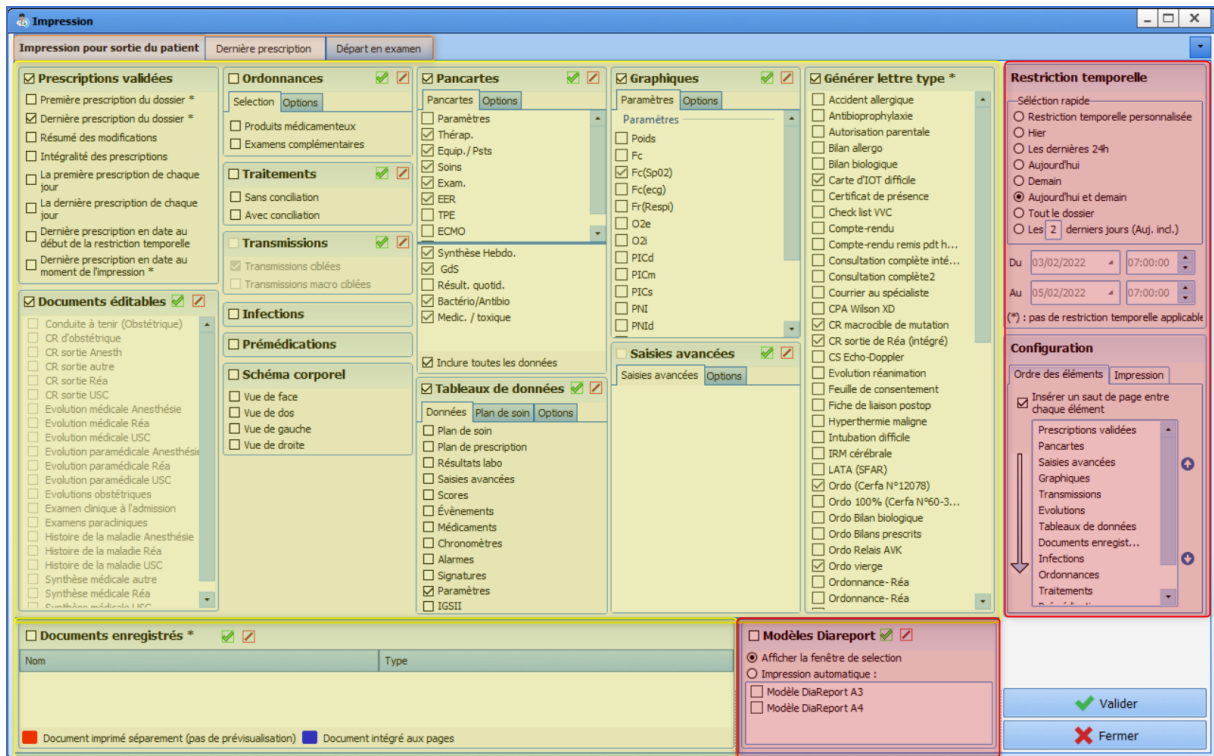 Impression
Impression pour sortie du patient
Dernière prescription
Départ en examen
Prescriptions validées
Première prescription du dossier *
Dernière prescription du dossier *
Résumé des modifications
Intégralité des prescriptions
La première prescription de chaque
jour
La dernière prescription de chaque
jour
Dernière prescription en date au
début de la restriction temporelle
Dernière prescription en date au
moment de l'impression *
Documents éditables
Conduite à tenir (Obstétrique)
CR d'obstétrique
CR sortie Anesth
CR sortie autre
CR sortie Réa
CR sortie USC
Evolution médicale Anesthésie
Evolution médicale Réa
Evolution médicale USC
Evolution paramédicale Anesthésie
Evolution paramédicale Réa
Evolution paramédicale USC
Evolutions obstétriques
Examen clinique à l'admission
Examens paracliniques
Histoire de la maladie Anesthésie
Histoire de la maladie Réa
Histoire de la maladie USC
Synthèse médicale autre
Synthèse médicale Réa
Synthèse médicale USC
Ordonnances
Selection Options
Produits médicamenteux
Examens complémentaires
Traitements
Sans conciliation
Avec conciliation
Transmissions
Transmissions ciblées
Transmissions macro ciblées
Infections
Prémédications
Schéma corporel
Vue de face
Vue de dos
Vue de gauche
Vue de droite
Pancartes
Pancartes Options
Paramètres
Thérap.
Equip./ Psts
Soins
Exam.
EER
TPE
ECMO
Synthèse Hebdo.
GdS
Résult. quotid.
Bactério/Antibio
Medic. / toxique
Inclure toutes les données
Tableaux de données
Données Plan de soin Options
Plan de soin
Plan de prescription
Résultats labo
Saisies avancées
Scores
Évènements
Médicaments
Chronomètres
Alarmes
Signatures
Paramètres
IGSII
Graphiques
Paramètres Options
Paramètres
Poids
Fc
Fc(Sp02)
Fc(ecg)
Fr(Respi)
O2e
O2i
PICd
PICm
PICs
PNI
PNId
Saisies avancées
Saisies avancées Options
Générer lettre type *
Accident allergique
Antibioprophylaxie
Autorisation parentale
Bilan allergo
Bilan biologique
Carte d'IOT difficile
Certificat de présence
Check list VVC
Compte-rendu
Compte-rendu remis pdt h...
Consultation complète inté...
Consultation complète2
Courrier au spécialiste
CPA Wilson XD
CR macrocible de mutation
CR sortie de Réa (intégré)
CS Echo-Doppler
Evolution réanimation
Feuille de consentement
Fiche de liaison postop
Hyperthermie maligne
Intubation difficile
IRM cérébrale
LATA (SFAR)
Ordo (Cerfa N°12078)
Ordo 100% (Cerfa N°60-3...
Ordo Bilan biologique
Ordo Bilans prescrits
Ordo Relais AVK
Ordo vierge
Ordonnance- Réa
Ordonnance- Réa
Restriction temporelle
Séléction rapide
Restriction temporelle personnalisée
Hier
Les dernières 24h
Aujourd'hui
Demain
Aujourd'hui et demain
Tout le dossier
Les 2 derniers jours (Auj. incl.)
Du 03/02/2022 07:00:00
Au 05/02/2022 07:00:00
(*) : pas de restriction temporelle applicable
Configuration
Ordre des éléments Impression
Insérer un saut de page entre
chaque élément
Prescriptions validées
Pancartes
Saisies avancées
Graphiques
Transmissions
Evolutions
Tableaux de données
Documents enregist...
Infections
Ordonnances
Traitements
Documents enregistrés *
Nom Type
Document imprimé séparement (pas de prévisualisation) Document intégré aux pages
Modèles Diareport
Afficher la fenêtre de selection
Impression automatique :
Modèle DiaReport A3
Modèle DiaReport A4
Valider
Fermer